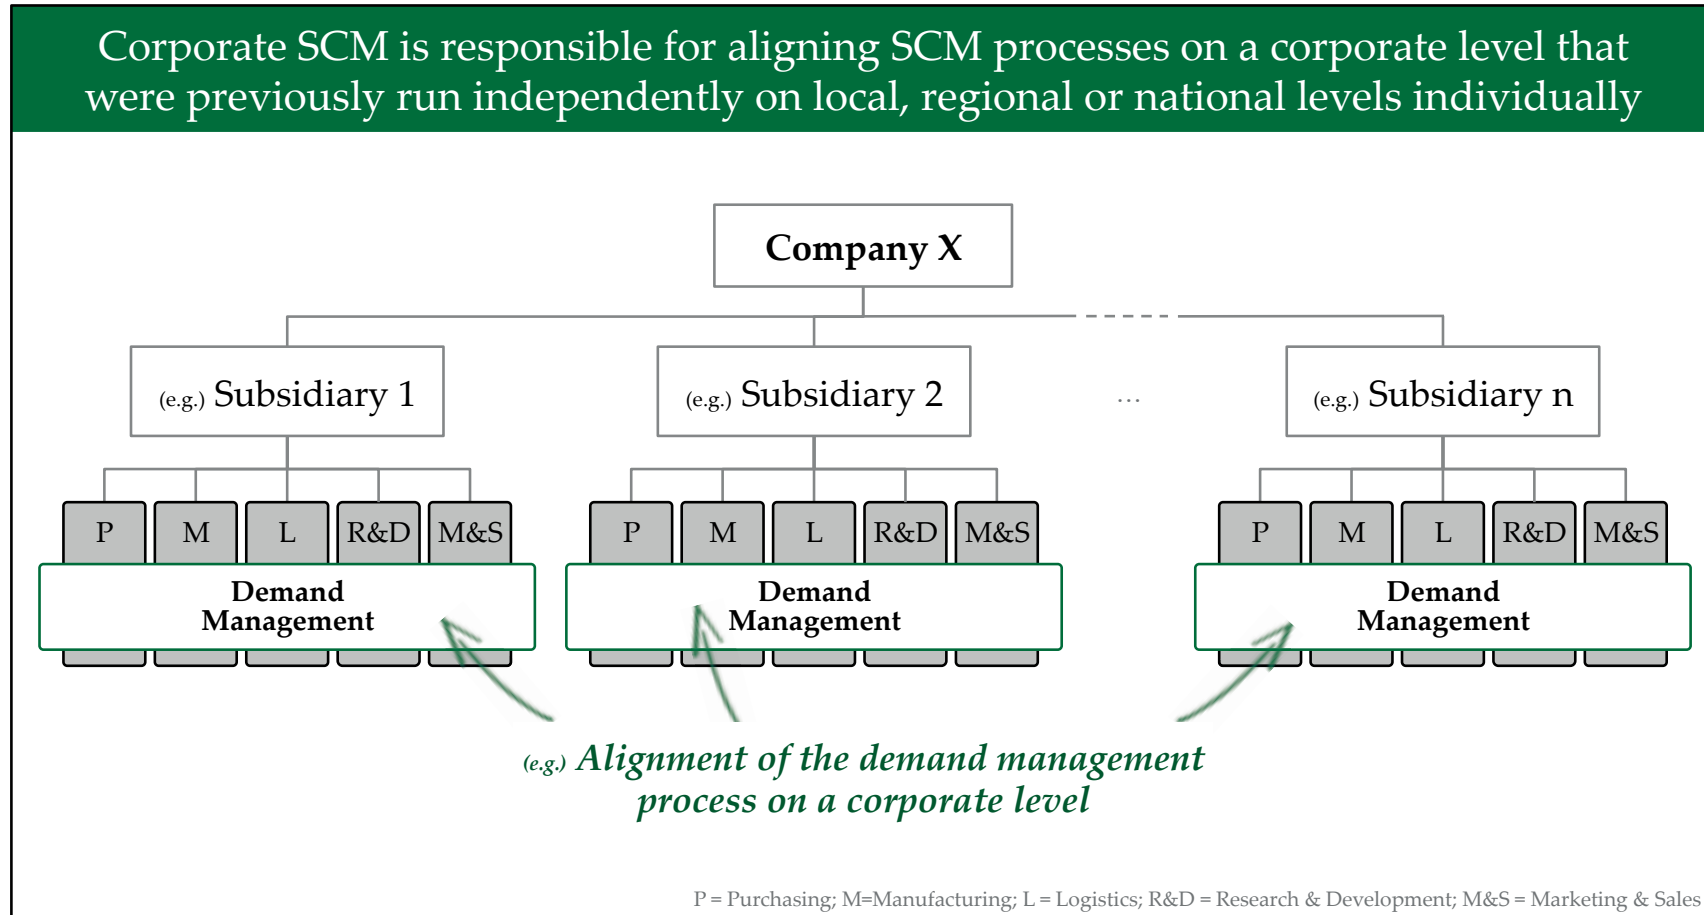 Corporate SCM is responsible for aligning SCM processes on a corporate level that
were previously run independently on local, regional or national levels individually
Company X
(e.g.) Subsidiary 1
(e.g.) Subsidiary 2
...
(e.g.) Subsidiary n
P M L R&D M&S
P M L R&D M&S
P M L R&D M&S
Demand
Management
Demand
Management
Demand
Management
(e.g.) Alignment of the demand management
process on a corporate level
P = Purchasing; M=Manufacturing; L = Logistics; R&D = Research & Development; M&S = Marketing & Sales